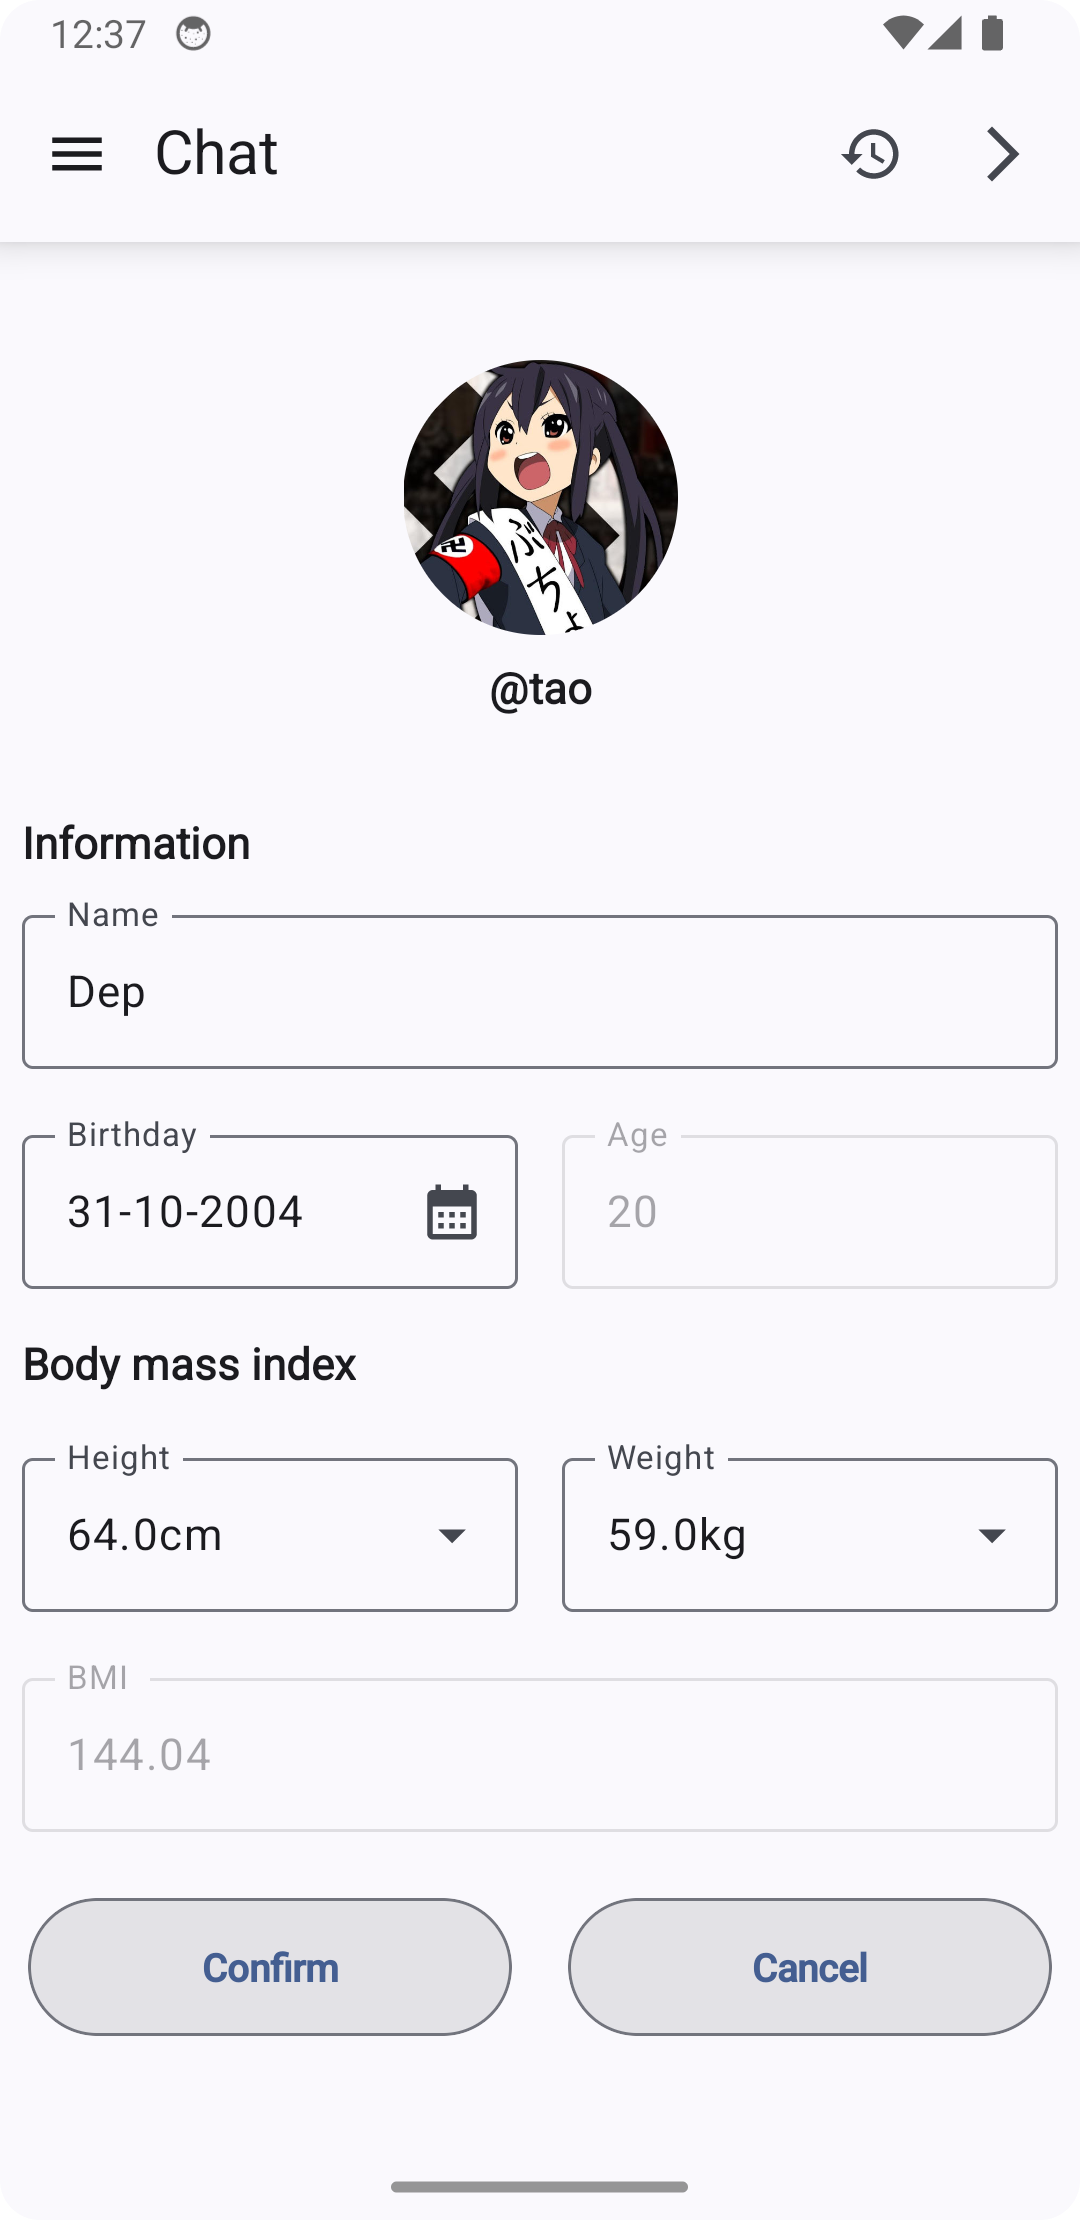 12:37
Chat
ぶちょ
@tao
Information
Name
Dep
Birthday
31-10-2004
Age
20
Body mass index
Height
64.0cm
Weight
59.0kg
BMI
144.04
Confirm
Cancel